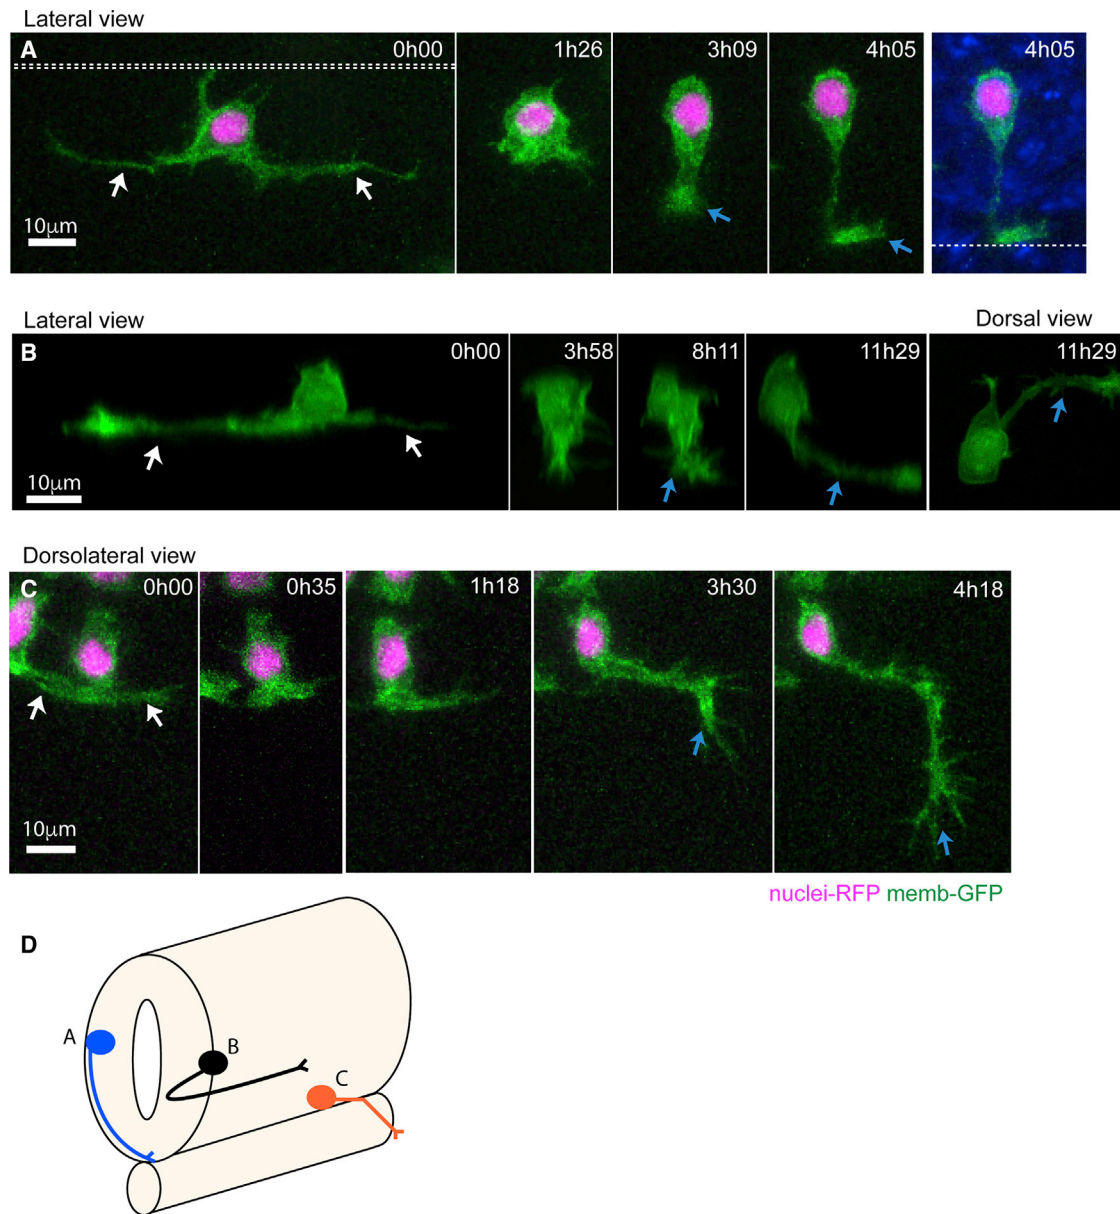 Lateral view
A 0h00 1h26 3h09 4h05 4h05
10μm
Lateral view Dorsal view
B 0h00 3h58 8h11 11h29 11h29
10μm
Dorsolateral view
C 0h00 0h35 1h18 3h30 4h18
10μm
nuclei-RFP memb-GFP
D
A B
C